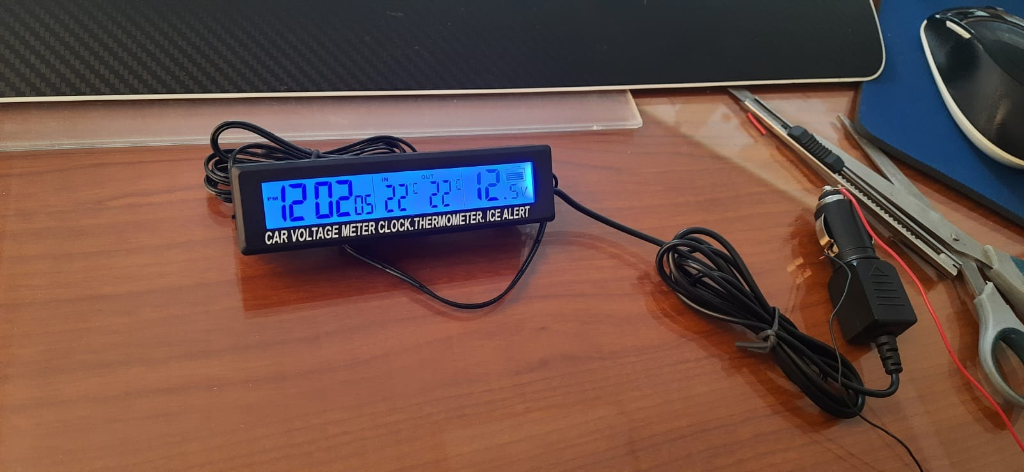 PM 12 02 05 IN 22°C OUT 22°C 12.5V
CAR VOLTAGE METER CLOCK.THERMOMETER. ICE ALERT